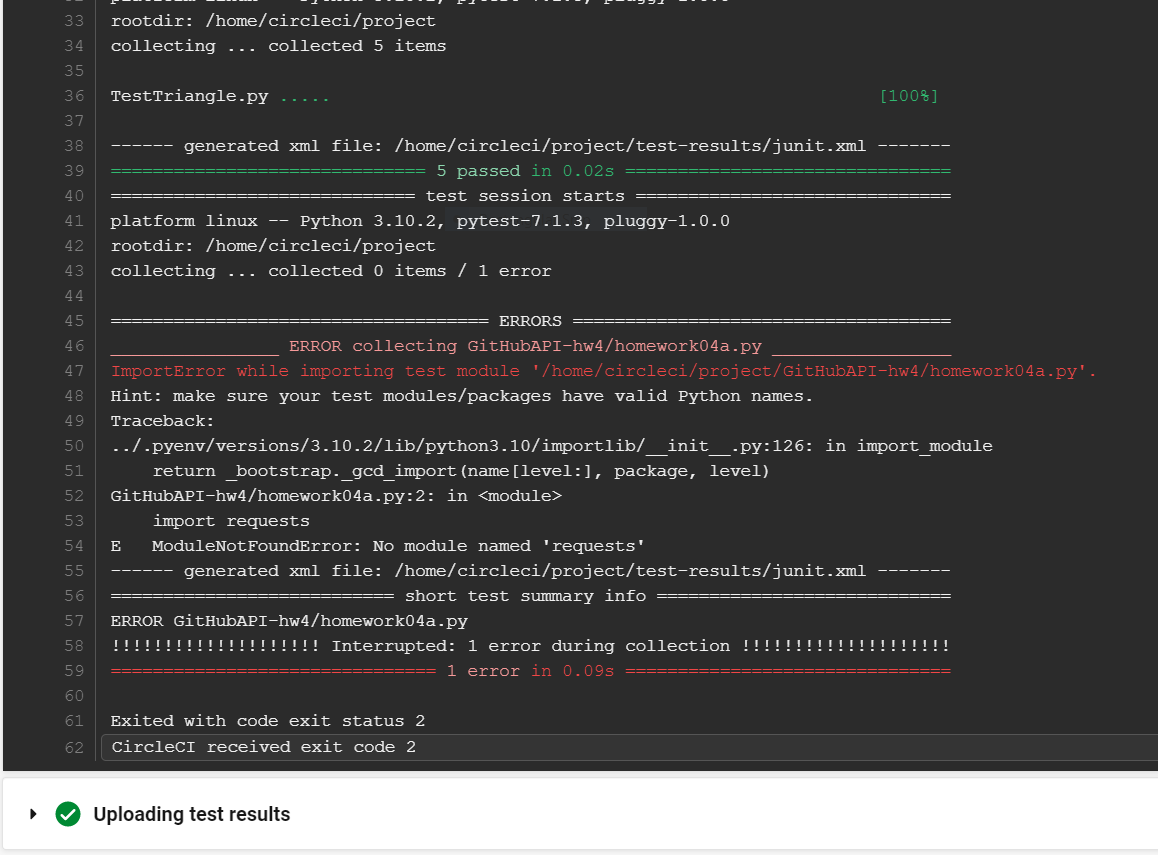 33 rootdir: /home/circleci/project
34 collecting ... collected 5 items
35
36 TestTriangle.py ..... [100%]
37
38 ------ generated xml file: /home/circleci/project/test-results/junit.xml -------
39 ============================== 5 passed in 0.02s ===============================
40 ============================= test session starts ==============================
41 platform linux -- Python 3.10.2, pytest-7.1.3, pluggy-1.0.0
42 rootdir: /home/circleci/project
43 collecting ... collected 0 items / 1 error
44
45 ==================================== ERRORS ====================================
46 ________________ ERROR collecting GitHubAPI-hw4/homework04a.py _________________
47 ImportError while importing test module '/home/circleci/project/GitHubAPI-hw4/homework04a.py'.
48 Hint: make sure your test modules/packages have valid Python names.
49 Traceback:
50 ../.pyenv/versions/3.10.2/lib/python3.10/importlib/__init__.py:126: in import_module
51     return _bootstrap._gcd_import(name[level:], package, level)
52 GitHubAPI-hw4/homework04a.py:2: in <module>
53     import requests
54 E   ModuleNotFoundError: No module named 'requests'
55 ------ generated xml file: /home/circleci/project/test-results/junit.xml -------
56 =========================== short test summary info ============================
57 ERROR GitHubAPI-hw4/homework04a.py
58 !!!!!!!!!!!!!!!!!!!! Interrupted: 1 error during collection !!!!!!!!!!!!!!!!!!!!
59 =============================== 1 error in 0.09s ===============================
60
61 Exited with code exit status 2
62 CircleCI received exit code 2
Uploading test results